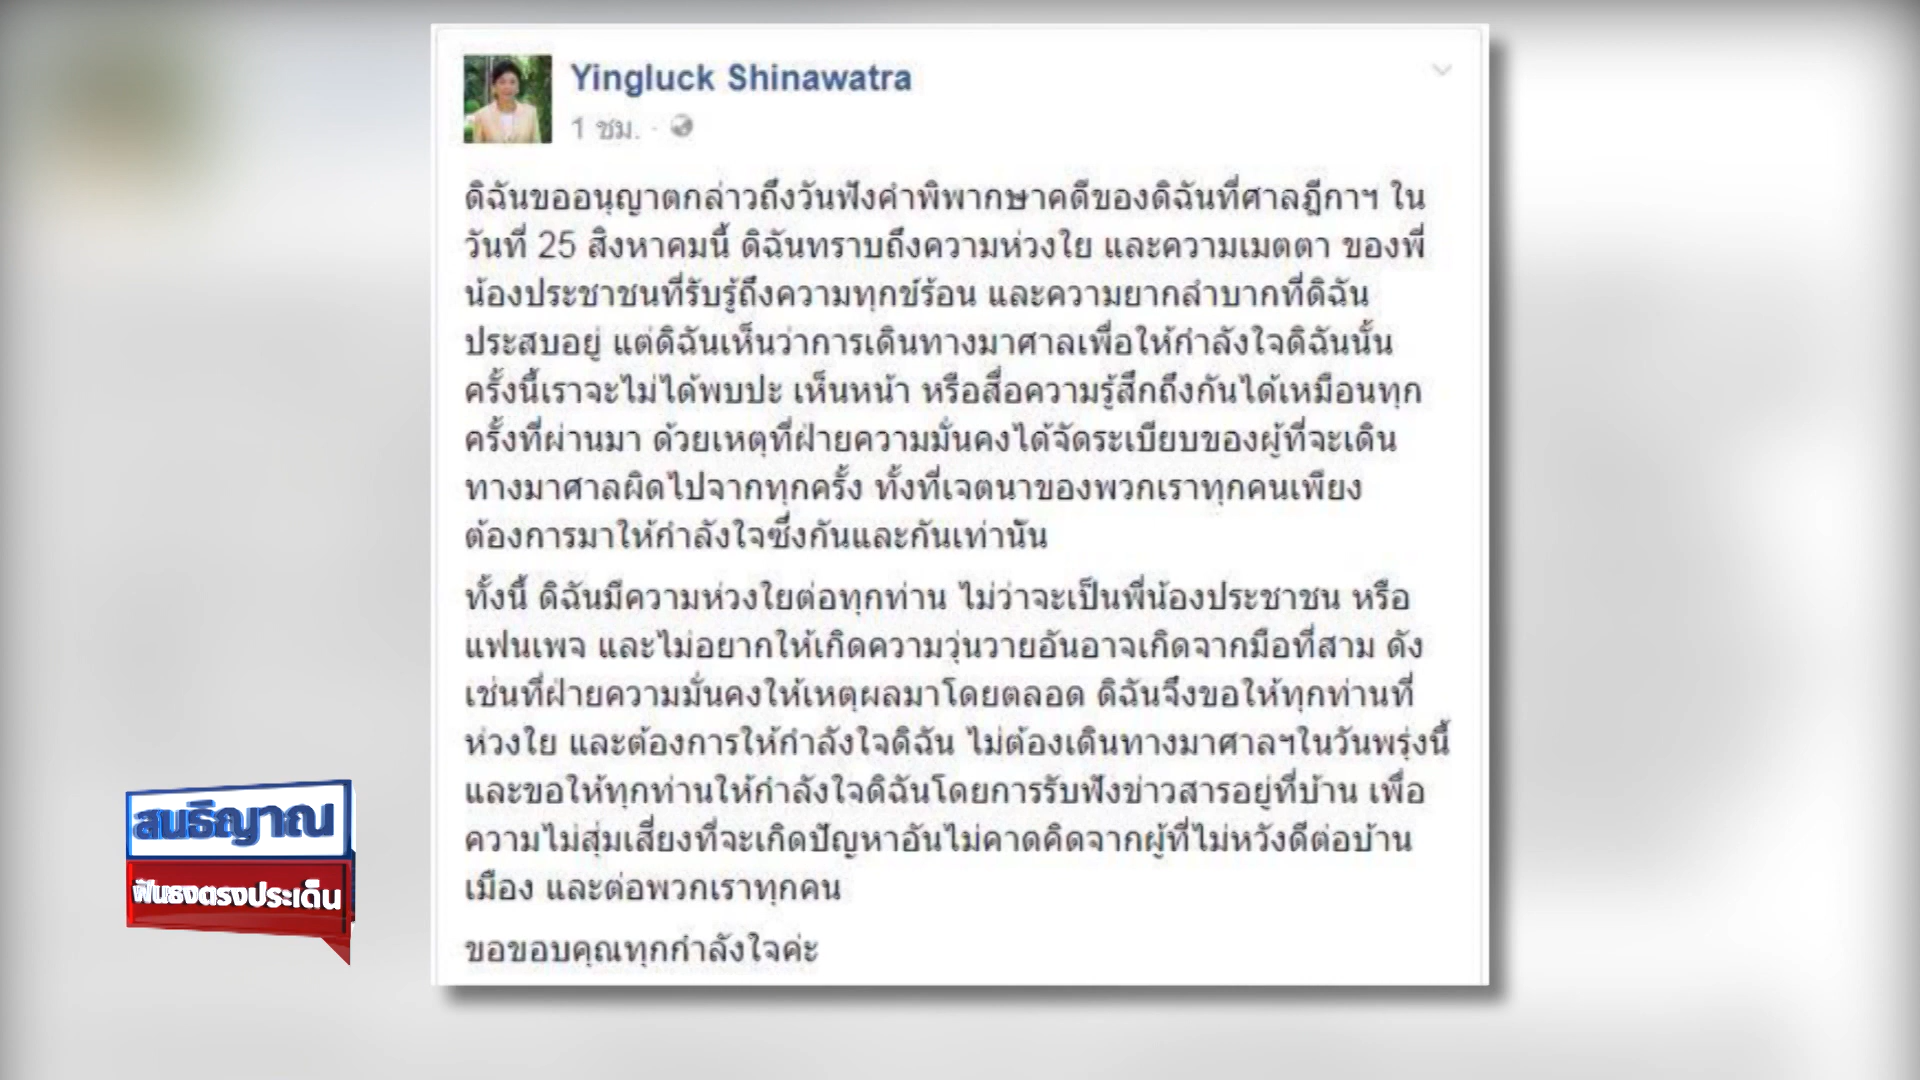 Yingluck Shinawatra
1 ชม. ·
ดิฉันขออนุญาตกล่าวถึงวันฟังคำพิพากษาคดีของดิฉันที่ศาลฎีกาฯ ใน
วันที่ 25 สิงหาคมนี้ ดิฉันทราบถึงความห่วงใย และความเมตตา ของพี่
น้องประชาชนที่รับรู้ถึงความทุกข์ร้อน และความยากลำบากที่ดิฉัน
ประสบอยู่ แต่ดิฉันเห็นว่าการเดินทางมาศาลเพื่อให้กำลังใจดิฉันนั้น
ครั้งนี้เราจะไม่ได้พบปะ เห็นหน้า หรือสื่อความรู้สึกถึงกันได้เหมือนทุก
ครั้งที่ผ่านมา ด้วยเหตุที่ฝ่ายความมั่นคงได้จัดระเบียบของผู้ที่จะเดิน
ทางมาศาลผิดไปจากทุกครั้ง ทั้งที่เจตนาของพวกเราทุกคนเพียง
ต้องการมาให้กำลังใจซึ่งกันและกันเท่านั้น
ทั้งนี้ ดิฉันมีความห่วงใยต่อทุกท่าน ไม่ว่าจะเป็นพี่น้องประชาชน หรือ
แฟนเพจ และไม่อยากให้เกิดความวุ่นวายอันอาจเกิดจากมือที่สาม ดัง
เช่นที่ฝ่ายความมั่นคงให้เหตุผลมาโดยตลอด ดิฉันจึงขอให้ทุกท่านที่
ห่วงใย และต้องการให้กำลังใจดิฉัน ไม่ต้องเดินทางมาศาลฯในวันพรุ่งนี้
และขอให้ทุกท่านให้กำลังใจดิฉันโดยการรับฟังข่าวสารอยู่ที่บ้าน เพื่อ
ความไม่สุ่มเสี่ยงที่จะเกิดปัญหาอันไม่คาดคิดจากผู้ที่ไม่หวังดีต่อบ้าน
เมือง และต่อพวกเราทุกคน
ขอขอบคุณทุกกำลังใจค่ะ
สนธิญาณ
ฟันธงตรงประเด็น